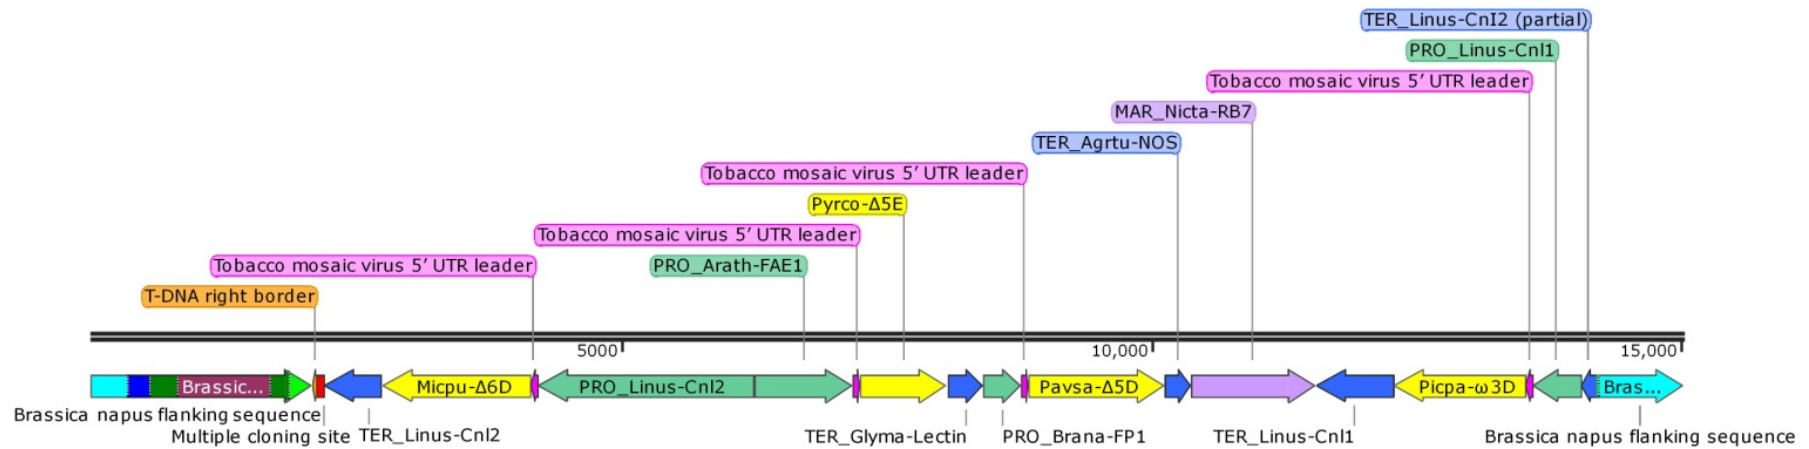 TER_Linus-CnI2 (partial)
PRO_Linus-Cnl1
Tobacco mosaic virus 5′ UTR leader
MAR_Nicta-RB7
TER_Agrtu-NOS
Tobacco mosaic virus 5′ UTR leader
Pyrco-Δ5E
Tobacco mosaic virus 5′ UTR leader
Tobacco mosaic virus 5′ UTR leader
PRO_Arath-FAE1
T-DNA right border
5000
10,000
15,000
Brassic...
Micpu-Δ6D
PRO_Linus-Cnl2
Pavsa-Δ5D
Picpa-ω3D
Bras...
Brassica napus flanking sequence
Multiple cloning site
TER_Linus-Cnl2
TER_Glyma-Lectin
PRO_Brana-FP1
TER_Linus-Cnl1
Brassica napus flanking sequence